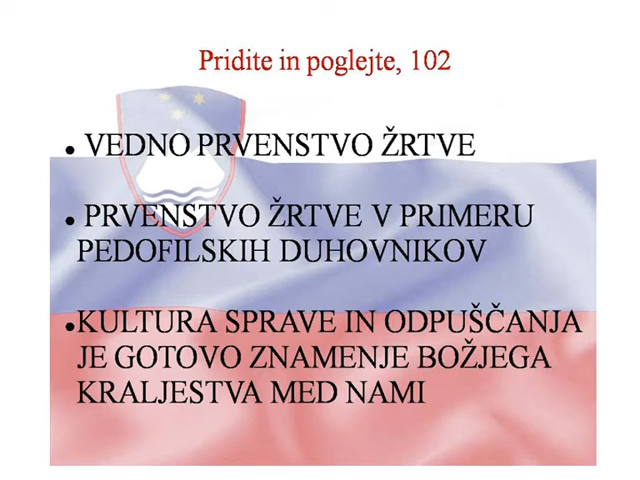 Pridite in poglejte, 102
• VEDNO PRVENSTVO ŽRTVE
• PRVENSTVO ŽRTVE V PRIMERU
PEDOFILSKIH DUHOVNIKOV
• KULTURA SPRAVE IN ODPUŠČANJA
JE GOTOVO ZNAMENJE BOŽJEGA
KRALJESTVA MED NAMI